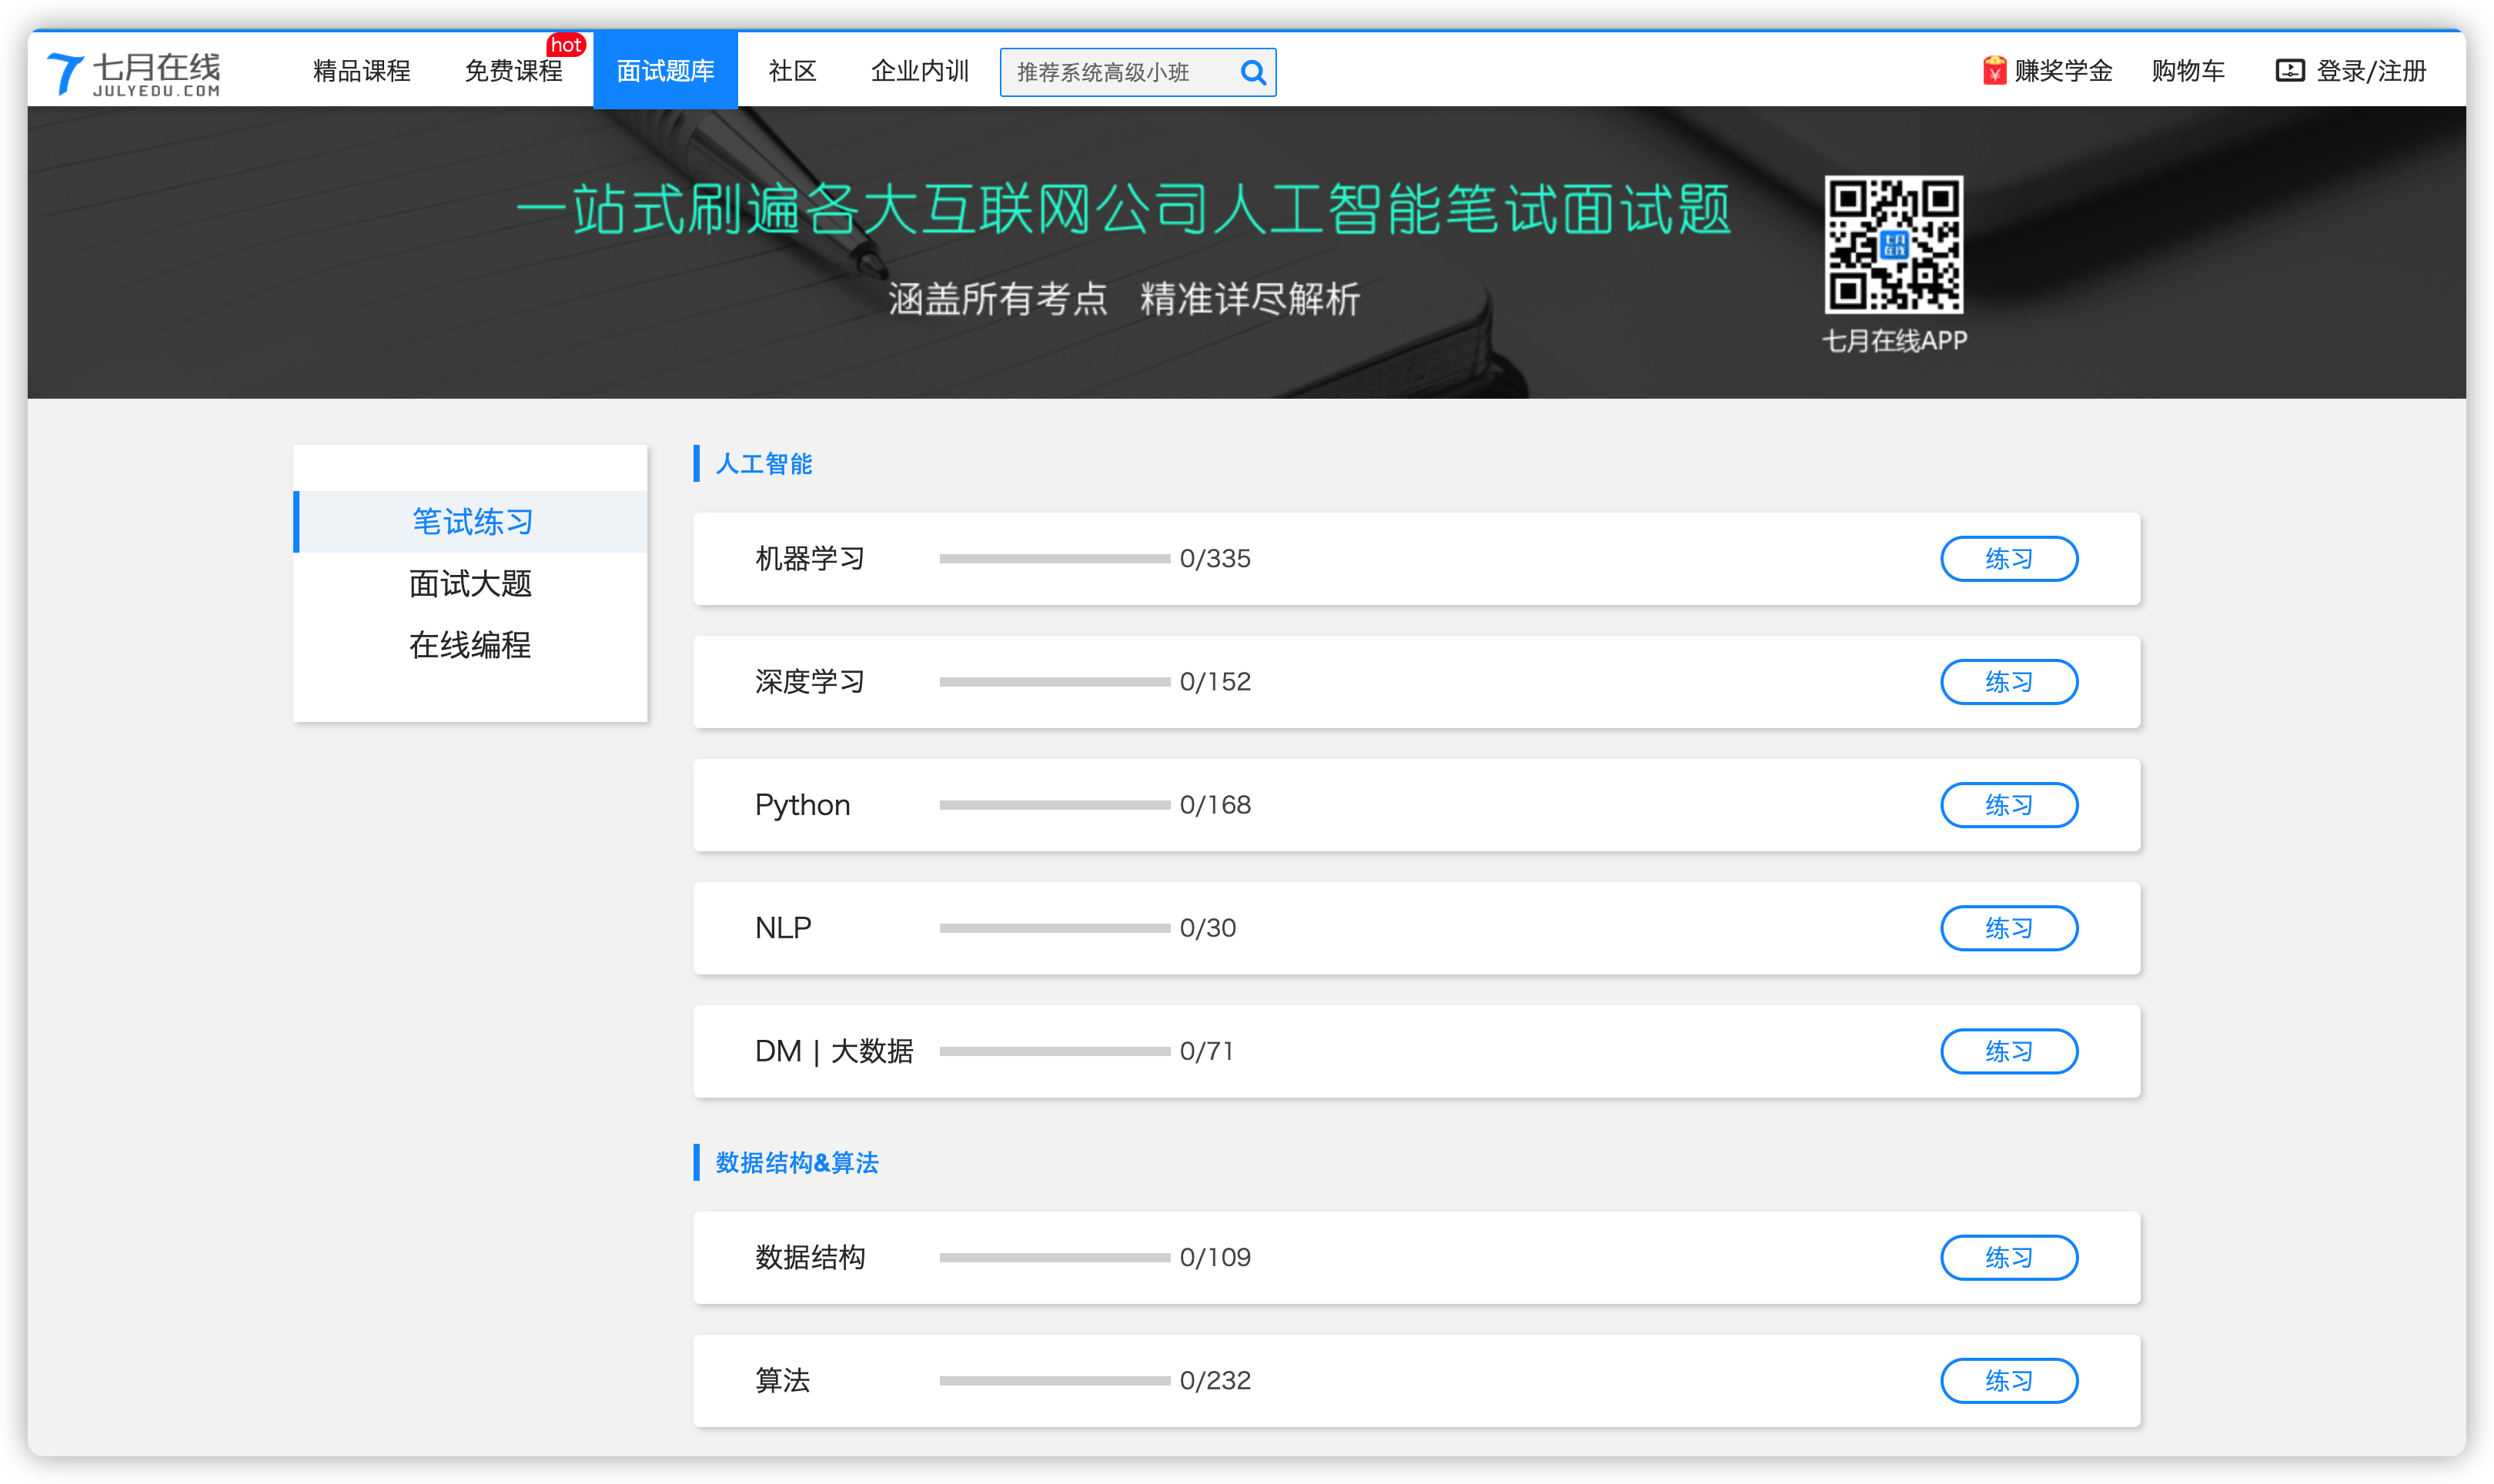 七月在线
JULYEDU.COM
精品课程
免费课程
hot
面试题库
社区
企业内训
推荐系统高级小班
赚奖学金
购物车
登录/注册
一站式刷遍各大互联网公司人工智能笔试面试题
涵盖所有考点 精准详尽解析
七月在线
七月在线APP
笔试练习
面试大题
在线编程
人工智能
机器学习 0/335 练习
深度学习 0/152 练习
Python 0/168 练习
NLP 0/30 练习
DM | 大数据 0/71 练习
数据结构&算法
数据结构 0/109 练习
算法 0/232 练习